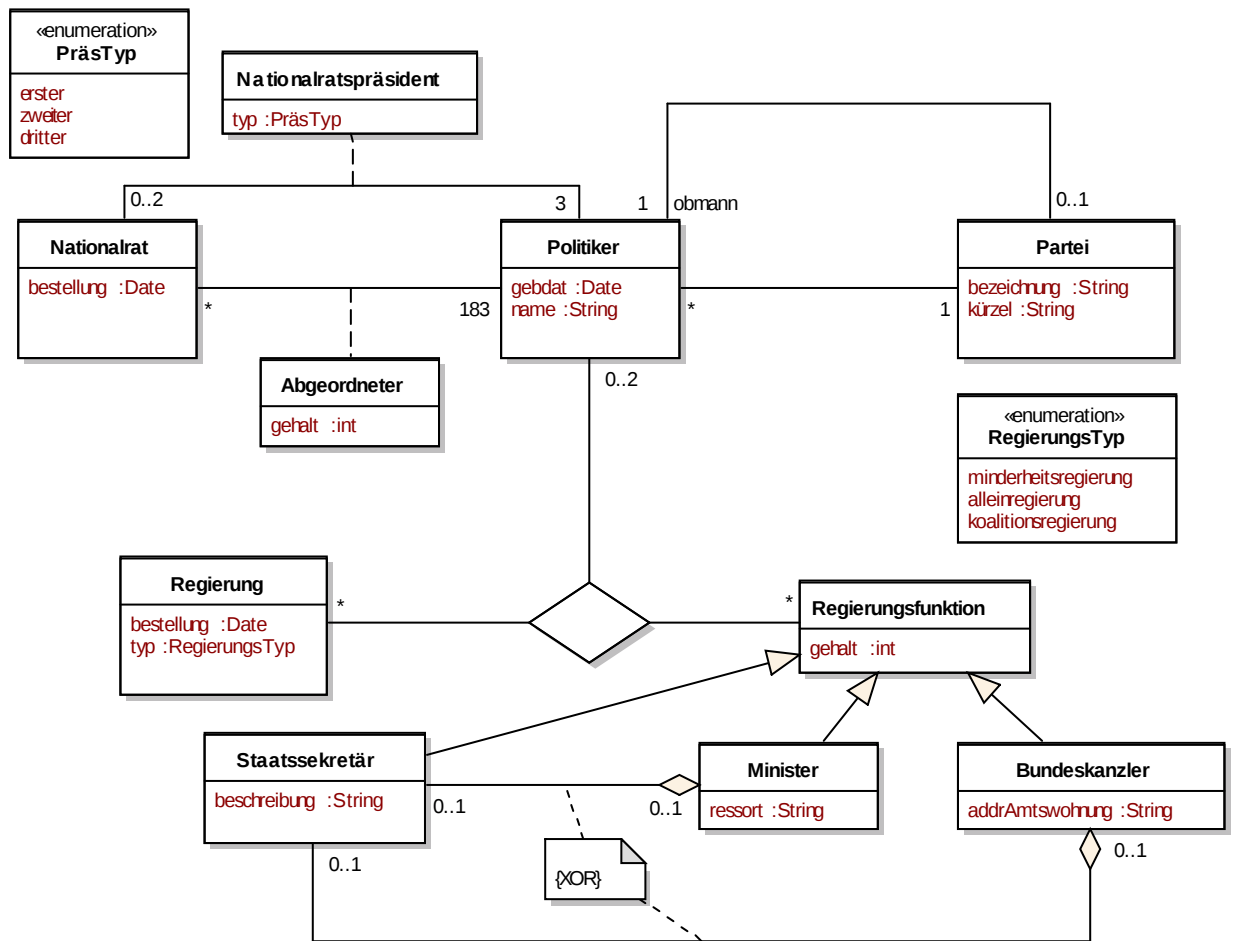 «enumeration»
PräsTyp
erster
zweiter
dritter
Nationalratspräsident
typ :PräsTyp
0..2
3
1
obmann
0..1
Nationalrat
bestellung :Date
Politiker
gebdat :Date
name :String
Partei
bezeichnung :String
kürzel :String
*
183
*
1
Abgeordneter
gehalt :int
0..2
«enumeration»
RegierungsTyp
minderheitsregierung
alleinregierung
koalitionsregierung
Regierung
bestellung :Date
typ :RegierungsTyp
*
*
Regierungsfunktion
gehalt :int
Staatssekretär
beschreibung :String
0..1
0..1
Minister
ressort :String
Bundeskanzler
addrAmtswohnung :String
0..1
0..1
{XOR}